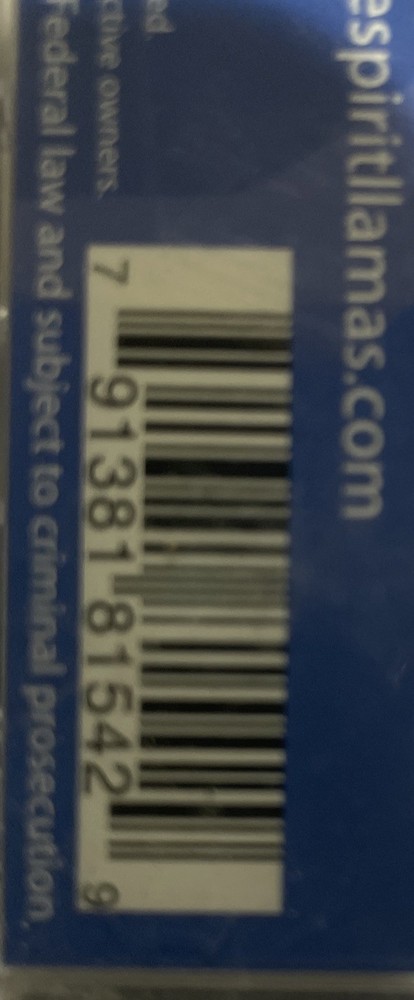 espiritllamas.com
7 91381 81542 9
ed.
ctive owners.
Federal law and subject to criminal prosecution.